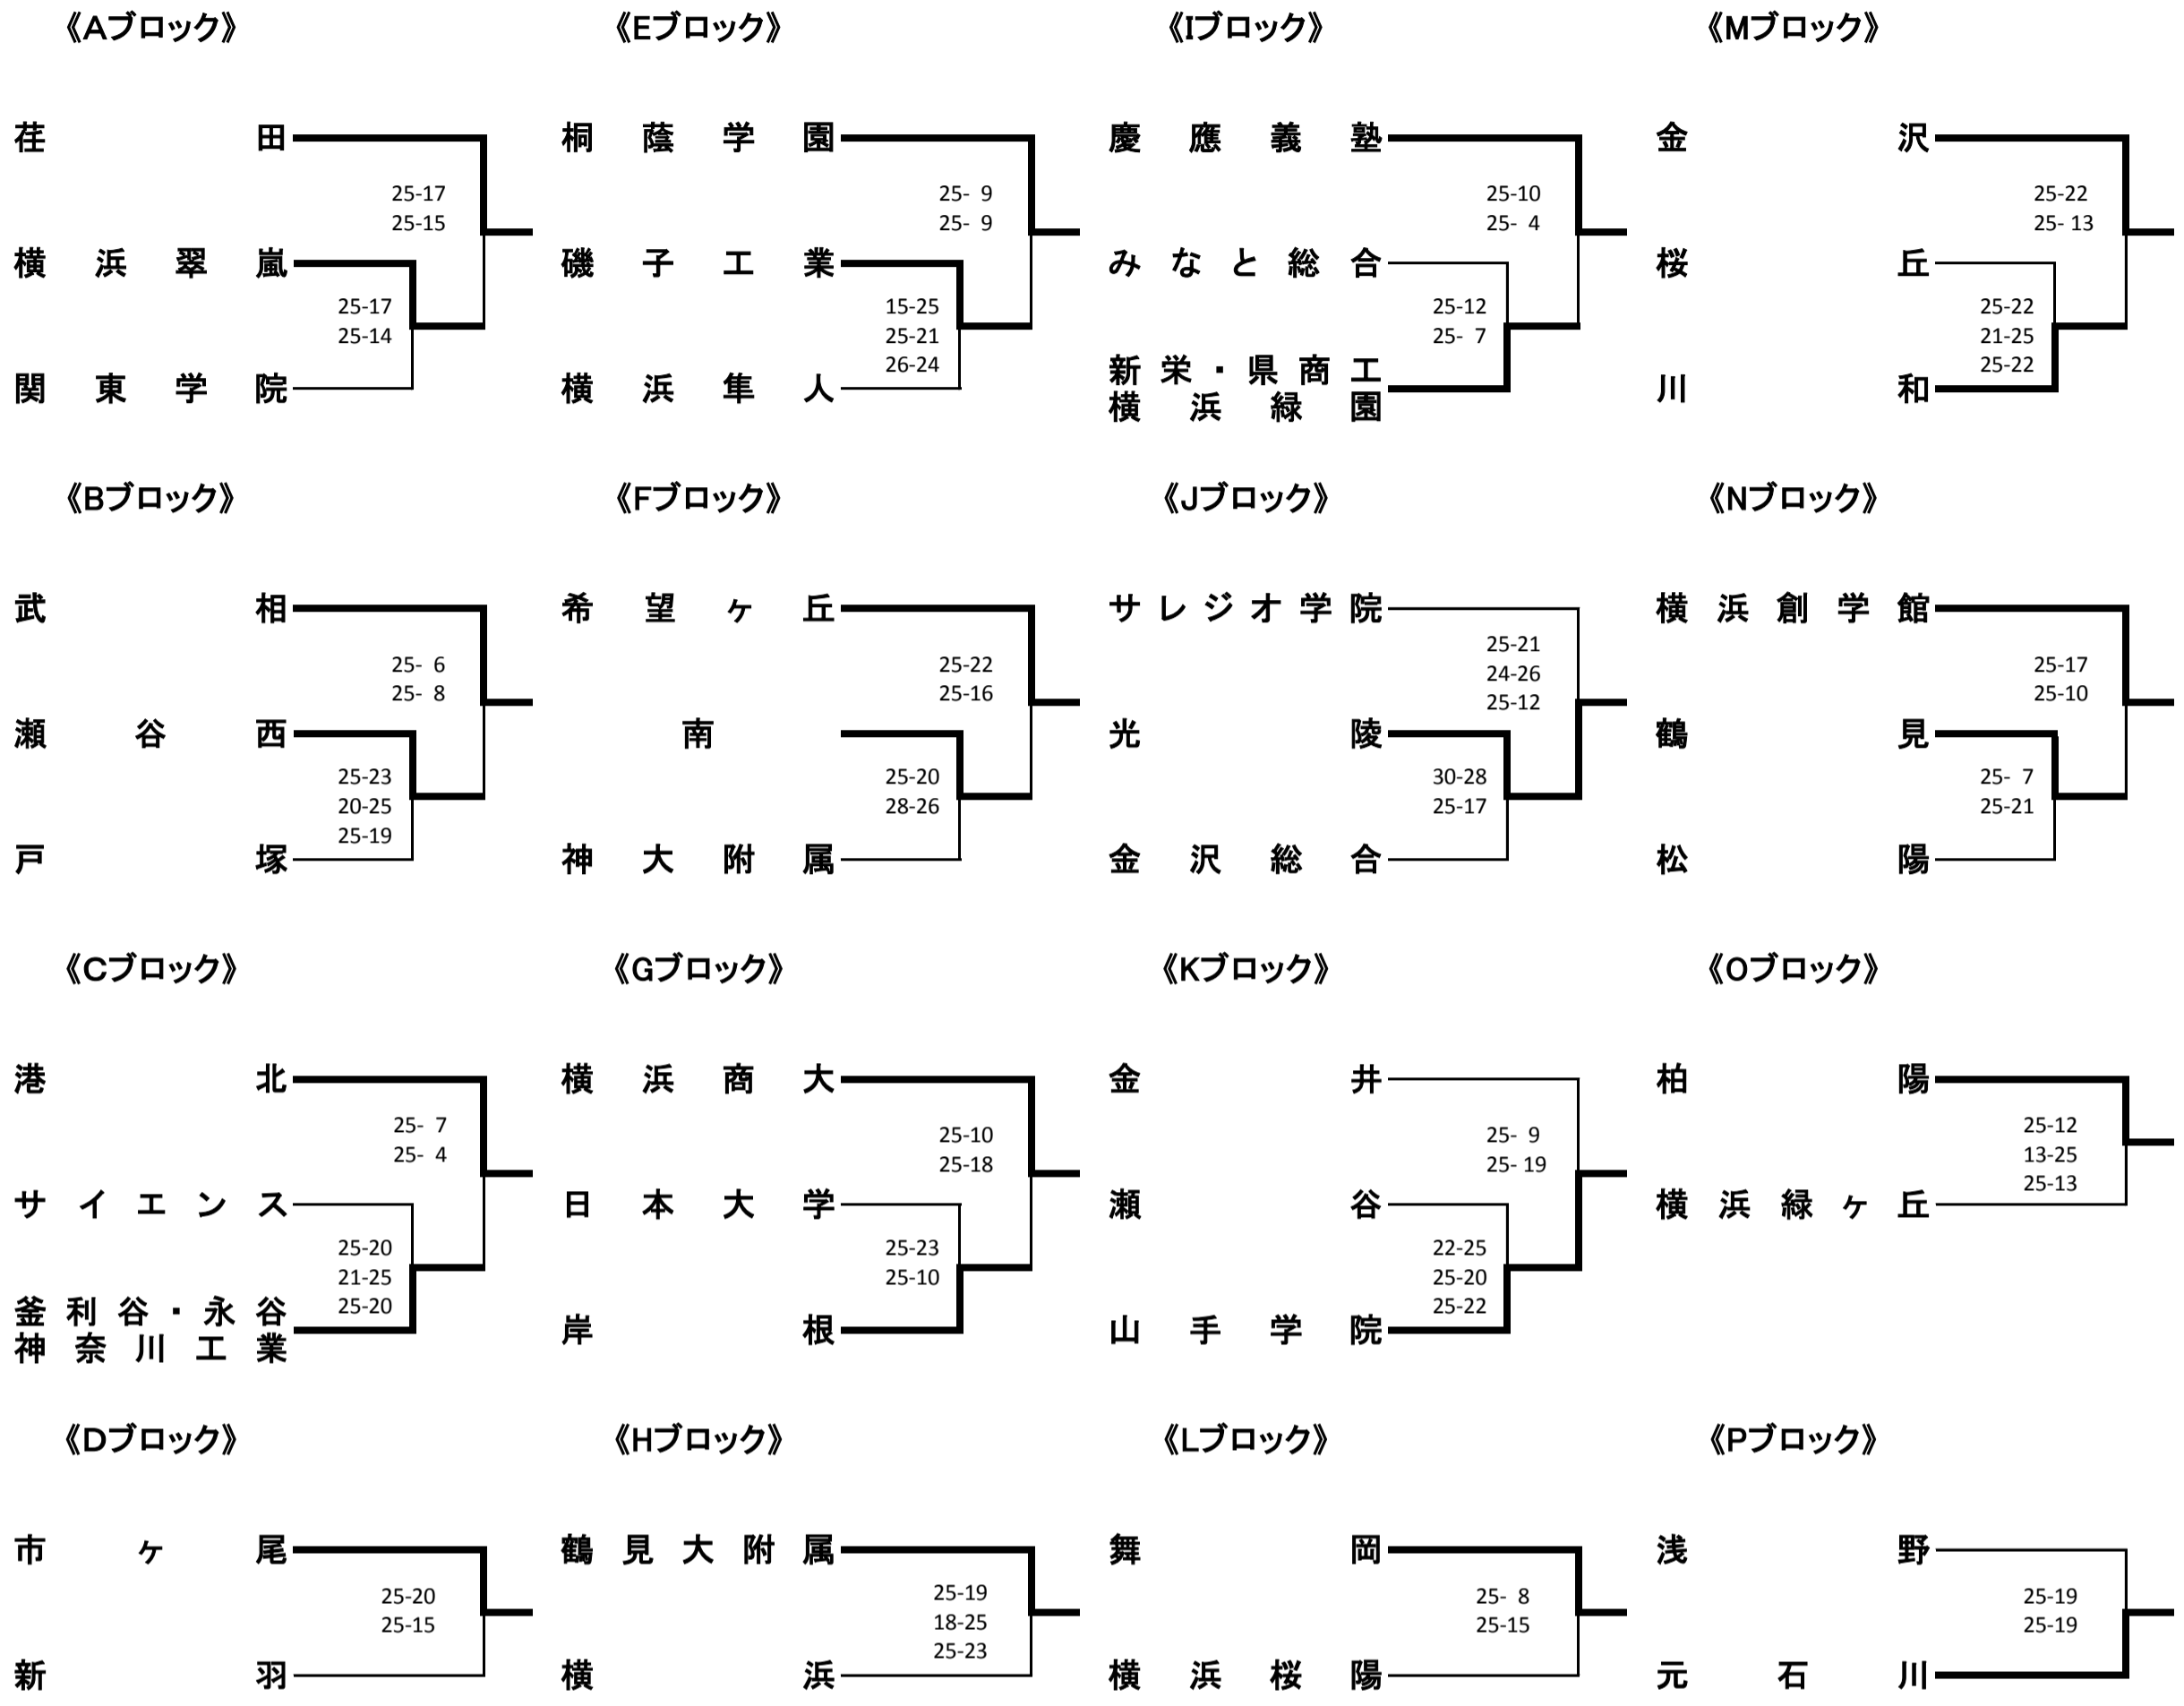 《Aブロック》
荏田
25-17
25-15
横浜翠嵐
25-17
25-14
関東学院
《Bブロック》
武相
25- 6
25- 8
瀬谷西
25-23
20-25
25-19
戸塚
《Cブロック》
港北
25- 7
25- 4
サイエンス
25-20
21-25
25-20
釜利谷・永谷
神奈川工業
《Dブロック》
市ヶ尾
25-20
25-15
新羽
《Eブロック》
桐蔭学園
25- 9
25- 9
磯子工業
15-25
25-21
26-24
横浜隼人
《Fブロック》
希望ヶ丘
25-22
25-16
南
25-20
28-26
神大附属
《Gブロック》
横浜商大
25-10
25-18
日本大学
25-23
25-10
岸根
《Hブロック》
鶴見大附属
25-19
18-25
25-23
横浜
《Iブロック》
慶應義塾
25-10
25- 4
みなと総合
25-12
25- 7
新栄・県商工
横浜緑園
《Jブロック》
サレジオ学院
25-21
24-26
25-12
光陵
30-28
25-17
金沢総合
《Kブロック》
金井
25- 9
25- 19
瀬谷
22-25
25-20
25-22
山手学院
《Lブロック》
舞岡
25- 8
25-15
横浜桜陽
《Mブロック》
金沢
25-22
25- 13
桜丘
25-22
21-25
25-22
川和
《Nブロック》
横浜創学館
25-17
25-10
鶴見
25- 7
25-21
松陽
《Oブロック》
柏陽
25-12
13-25
25-13
横浜緑ヶ丘
《Pブロック》
浅野
25-19
25-19
元石川